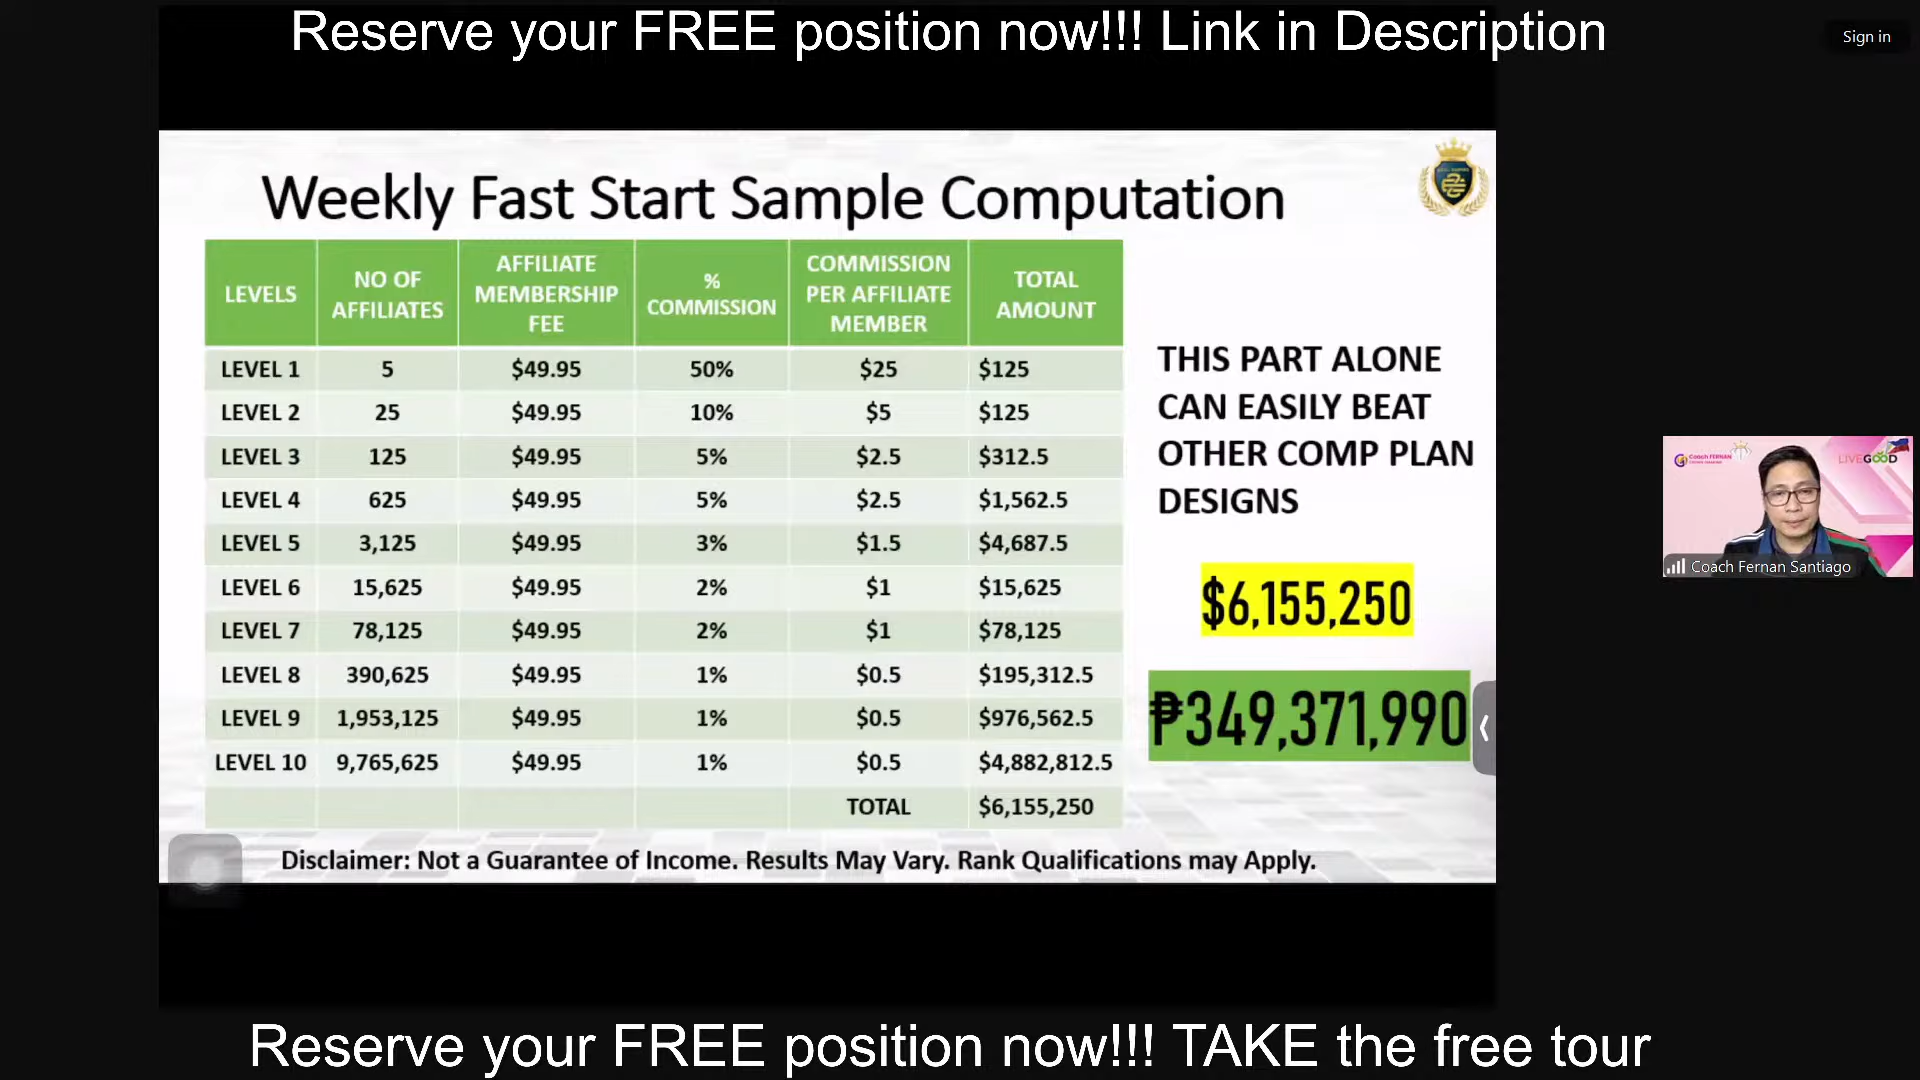 Reserve your FREE position now!!! Link in Description
Sign in
Weekly Fast Start Sample Computation
LEVELS NO OF AFFILIATES AFFILIATE MEMBERSHIP FEE % COMMISSION COMMISSION PER AFFILIATE MEMBER TOTAL AMOUNT
LEVEL 1 5 $49.95 50% $25 $125
LEVEL 2 25 $49.95 10% $5 $125
LEVEL 3 125 $49.95 5% $2.5 $312.5
LEVEL 4 625 $49.95 5% $2.5 $1,562.5
LEVEL 5 3,125 $49.95 3% $1.5 $4,687.5
LEVEL 6 15,625 $49.95 2% $1 $15,625
LEVEL 7 78,125 $49.95 2% $1 $78,125
LEVEL 8 390,625 $49.95 1% $0.5 $195,312.5
LEVEL 9 1,953,125 $49.95 1% $0.5 $976,562.5
LEVEL 10 9,765,625 $49.95 1% $0.5 $4,882,812.5
TOTAL $6,155,250
THIS PART ALONE
CAN EASILY BEAT
OTHER COMP PLAN
DESIGNS
$6,155,250
₱349,371,990
Disclaimer: Not a Guarantee of Income. Results May Vary. Rank Qualifications may Apply.
Coach FERNAN
LIVEGOOD
Coach Fernan Santiago
Reserve your FREE position now!!! TAKE the free tour